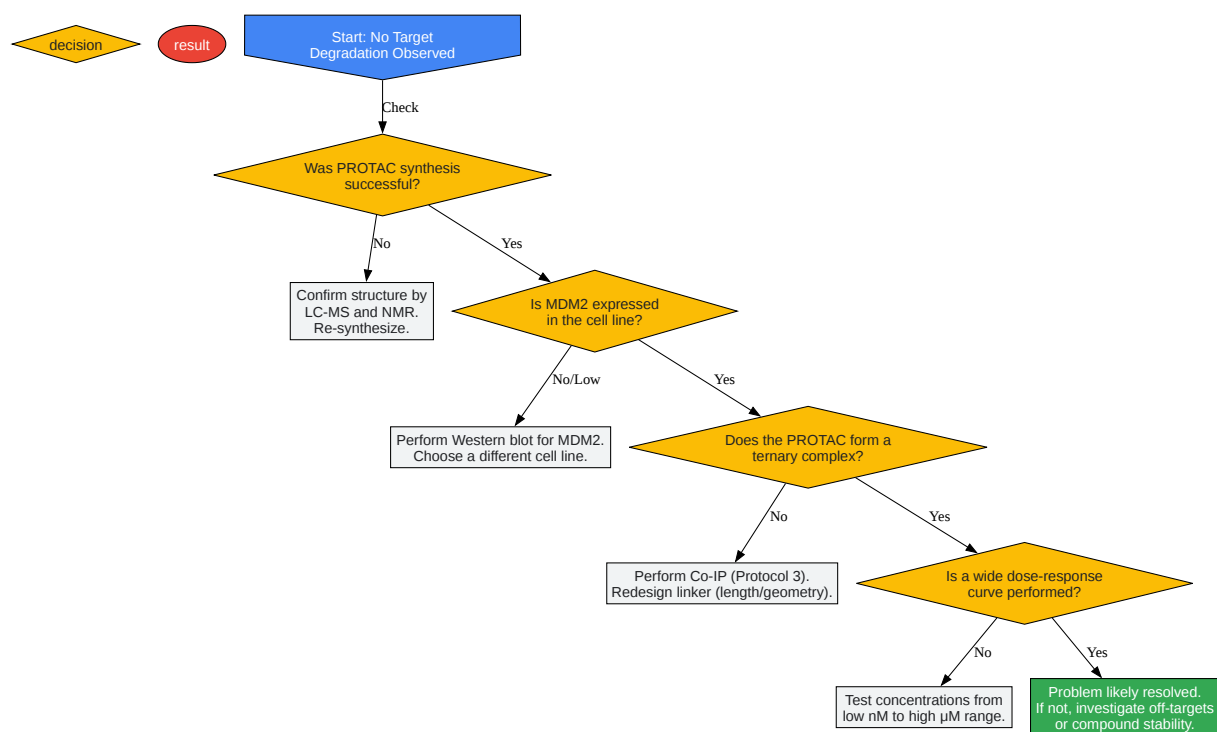 decision
result
Start: No Target
Degradation Observed
Check
Was PROTAC synthesis
successful?
No
Yes
Confirm structure by
LC-MS and NMR.
Re-synthesize.
Is MDM2 expressed
in the cell line?
No/Low
Yes
Perform Western blot for MDM2.
Choose a different cell line.
Does the PROTAC form a
ternary complex?
No
Yes
Perform Co-IP (Protocol 3).
Redesign linker (length/geometry).
Is a wide dose-response
curve performed?
No
Yes
Test concentrations from
low nM to high μM range.
Problem likely resolved.
If not, investigate off-targets
or compound stability.